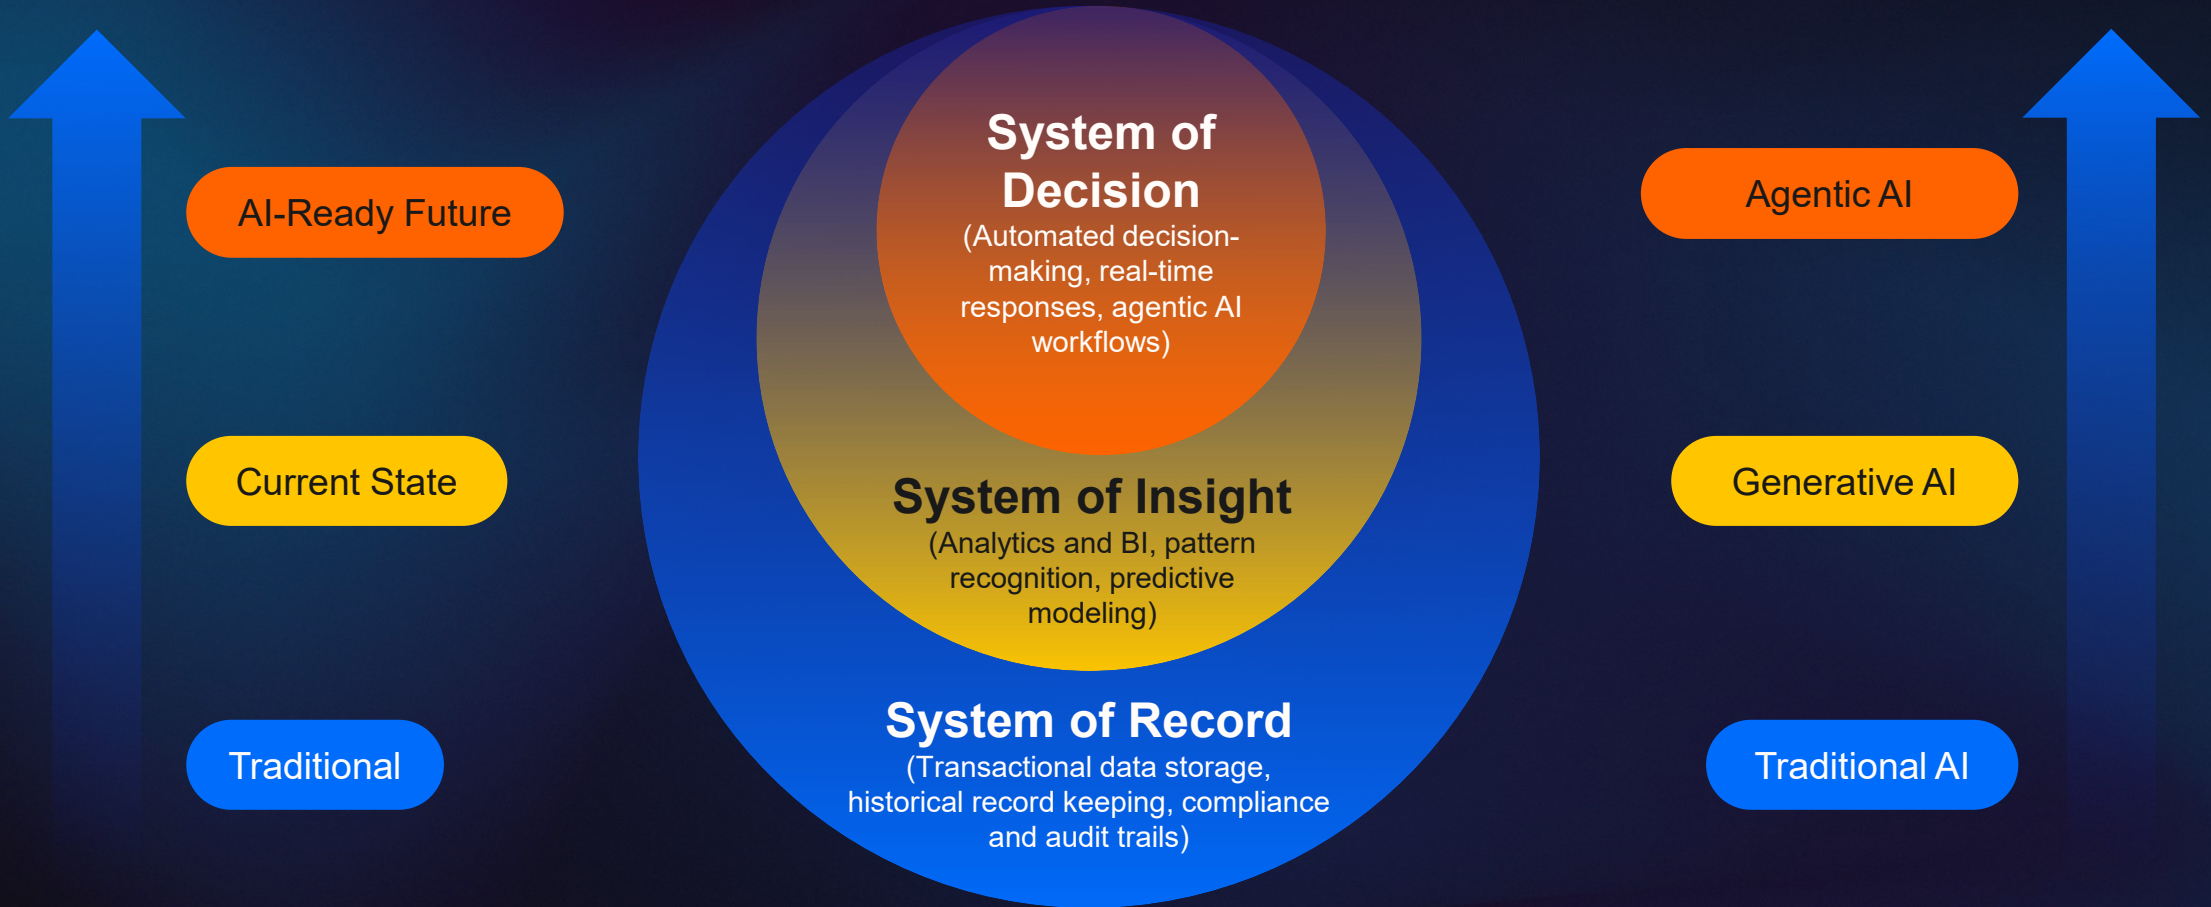 AI-Ready Future
Current State
Traditional
System of
Decision
(Automated decision-
making, real-time
responses, agentic AI
workflows)
System of Insight
(Analytics and BI, pattern
recognition, predictive
modeling)
System of Record
(Transactional data storage,
historical record keeping, compliance
and audit trails)
Agentic AI
Generative AI
Traditional AI